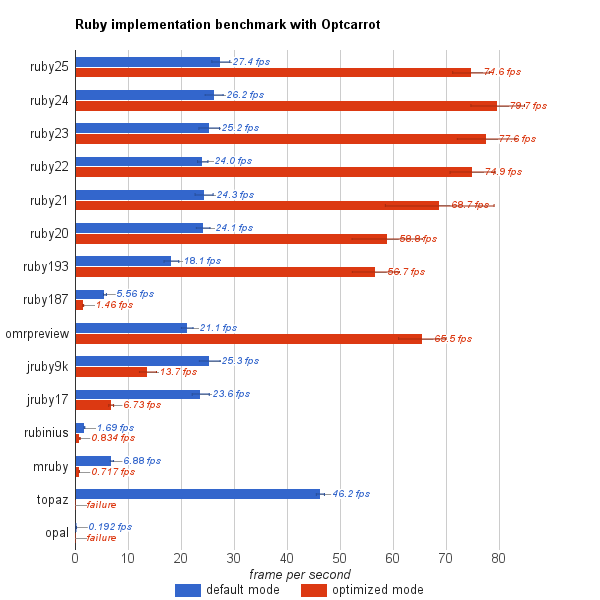 Ruby implementation benchmark with Optcarrot
ruby25
27.4 fps
74.6 fps
ruby24
26.2 fps
79.7 fps
ruby23
25.2 fps
77.6 fps
ruby22
24.0 fps
74.9 fps
ruby21
24.3 fps
68.7 fps
ruby20
24.1 fps
58.8 fps
ruby193
18.1 fps
56.7 fps
ruby187
5.56 fps
1.46 fps
omrpreview
21.1 fps
65.5 fps
jruby9k
25.3 fps
13.7 fps
jruby17
23.6 fps
6.73 fps
rubinius
1.69 fps
0.834 fps
mruby
6.88 fps
0.717 fps
topaz
46.2 fps
failure
opal
0.192 fps
failure
0 10 20 30 40 50 60 70 80
frame per second
default mode optimized mode